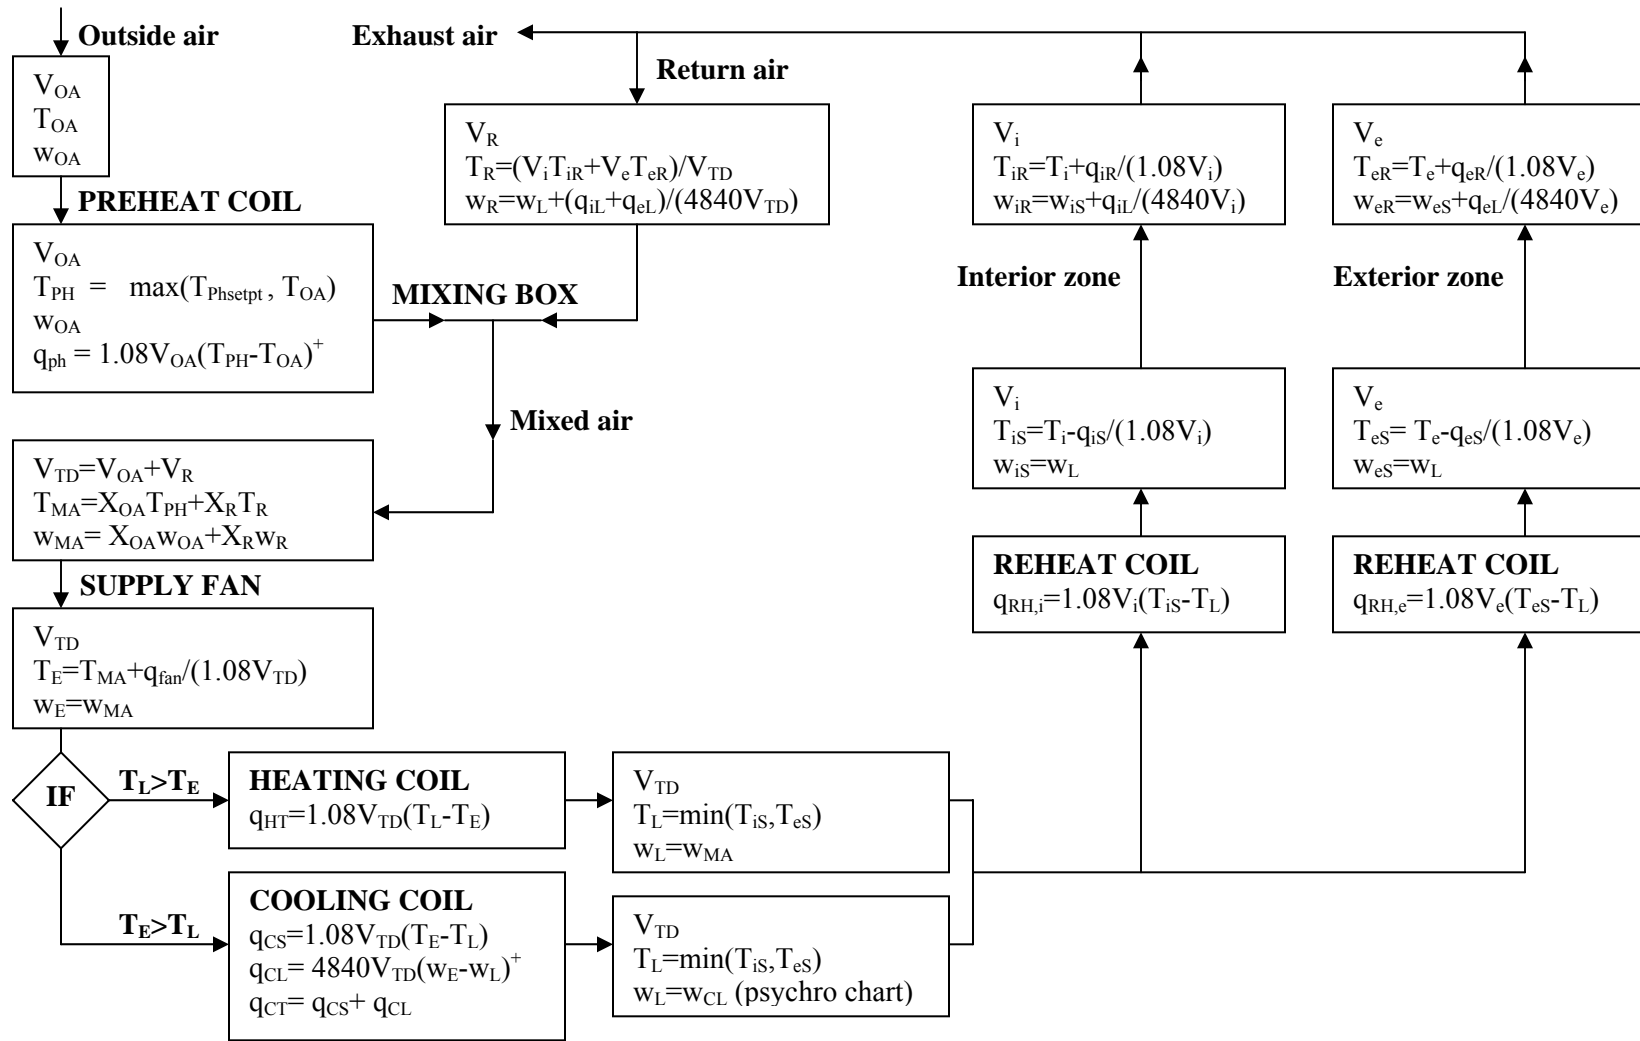 Outside air
V_OA
T_OA
w_OA
PREHEAT COIL
V_OA
T_PH = max(T_Phsetpt , T_OA)
w_OA
q_ph = 1.08V_OA(T_PH-T_OA)^+
Exhaust air
Return air
V_R
T_R=(V_iT_iR+V_eT_eR)/V_TD
w_R=w_L+(q_iL+q_eL)/(4840V_TD)
MIXING BOX
Mixed air
V_TD=V_OA+V_R
T_MA=X_OAT_PH+X_RT_R
w_MA= X_OAw_OA+X_Rw_R
SUPPLY FAN
V_TD
T_E=T_MA+q_fan/(1.08V_TD)
w_E=w_MA
IF
T_L>T_E
HEATING COIL
q_HT=1.08V_TD(T_L-T_E)
V_TD
T_L=min(T_iS,T_eS)
w_L=w_MA
T_E>T_L
COOLING COIL
q_CS=1.08V_TD(T_E-T_L)
q_CL= 4840V_TD(w_E-w_L)^+
q_CT= q_CS+ q_CL
V_TD
T_L=min(T_iS,T_eS)
w_L=w_CL (psychro chart)
V_i
T_iR=T_i+q_iR/(1.08V_i)
w_iR=w_iS+q_iL/(4840V_i)
Interior zone
V_i
T_iS=T_i-q_iS/(1.08V_i)
w_iS=w_L
REHEAT COIL
q_RH,i=1.08V_i(T_iS-T_L)
V_e
T_eR=T_e+q_eR/(1.08V_e)
w_eR=w_eS+q_eL/(4840V_e)
Exterior zone
V_e
T_eS= T_e-q_eS/(1.08V_e)
w_eS=w_L
REHEAT COIL
q_RH,e=1.08V_e(T_eS-T_L)